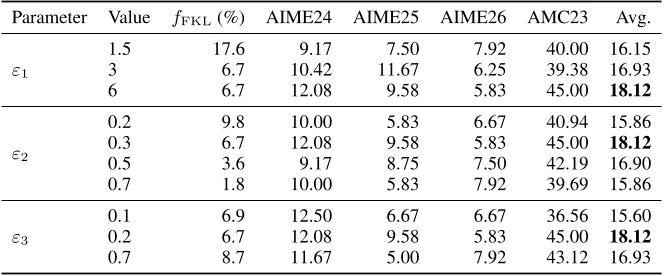 Parameter Value f_FKL (%) AIME24 AIME25 AIME26 AMC23 Avg.
1.5 17.6 9.17 7.50 7.92 40.00 16.15
ε1 3 6.7 10.42 11.67 6.25 39.38 16.93
6 6.7 12.08 9.58 5.83 45.00 18.12
0.2 9.8 10.00 5.83 6.67 40.94 15.86
ε2 0.3 6.7 12.08 9.58 5.83 45.00 18.12
0.5 3.6 9.17 8.75 7.50 42.19 16.90
0.7 1.8 10.00 5.83 7.92 39.69 15.86
0.1 6.9 12.50 6.67 6.67 36.56 15.60
ε3 0.2 6.7 12.08 9.58 5.83 45.00 18.12
0.7 8.7 11.67 5.00 7.92 43.12 16.93